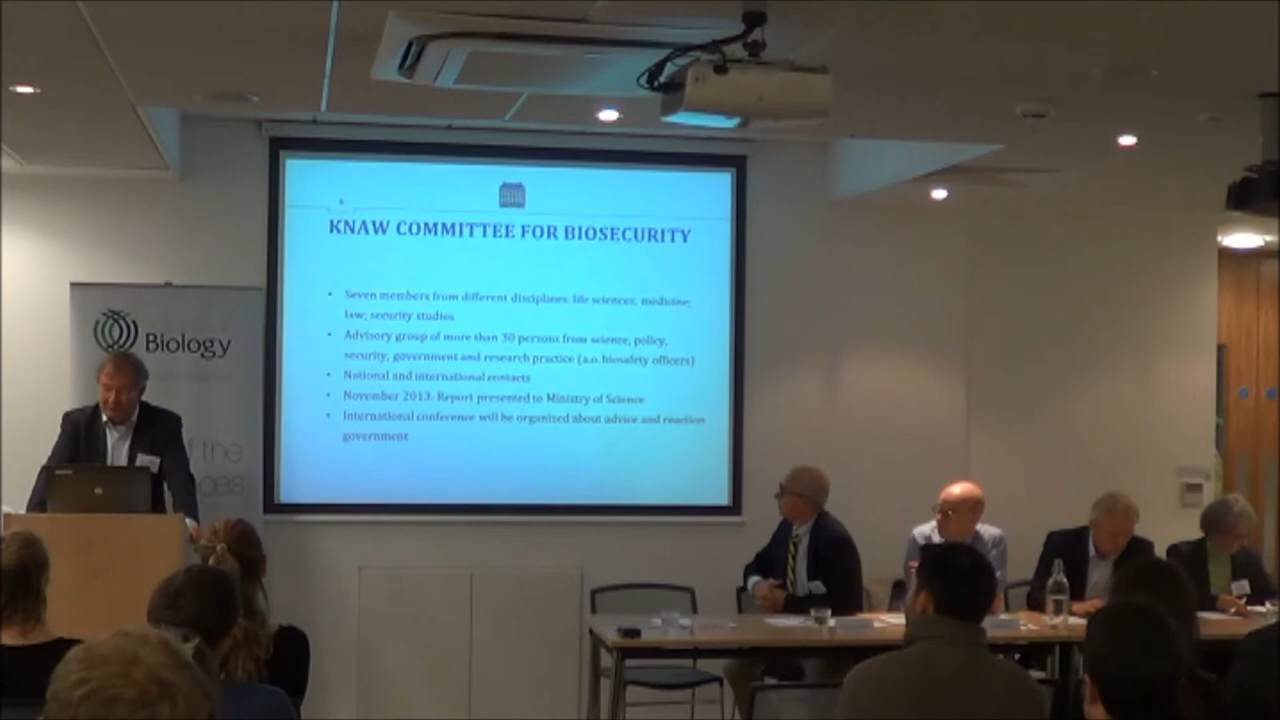 KNAW COMMITTEE FOR BIOSECURITY
• Seven members from different disciplines: life sciences; medicine;
law; security studies
• Advisory group of more than 30 persons from science, policy,
security, government and research practice (a.o. biosafety officers)
• National and international contacts
• November 2013: Report presented to Ministry of Science
• International conference will be organized about advice and reaction
government
Biology
the